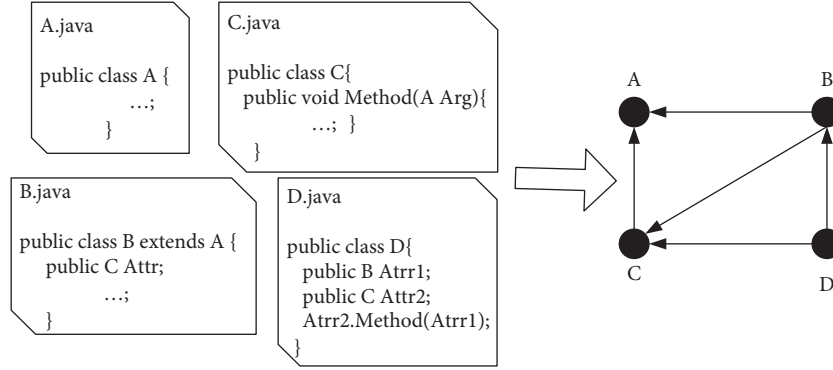 A.java
public class A {
…;
}
C.java
public class C{
public void Method(A Arg){
…; }
}
B.java
public class B extends A {
public C Attr;
…;
}
D.java
public class D{
public B Atrr1;
public C Attr2;
Atrr2.Method(Atrr1);
}
A
B
C
D